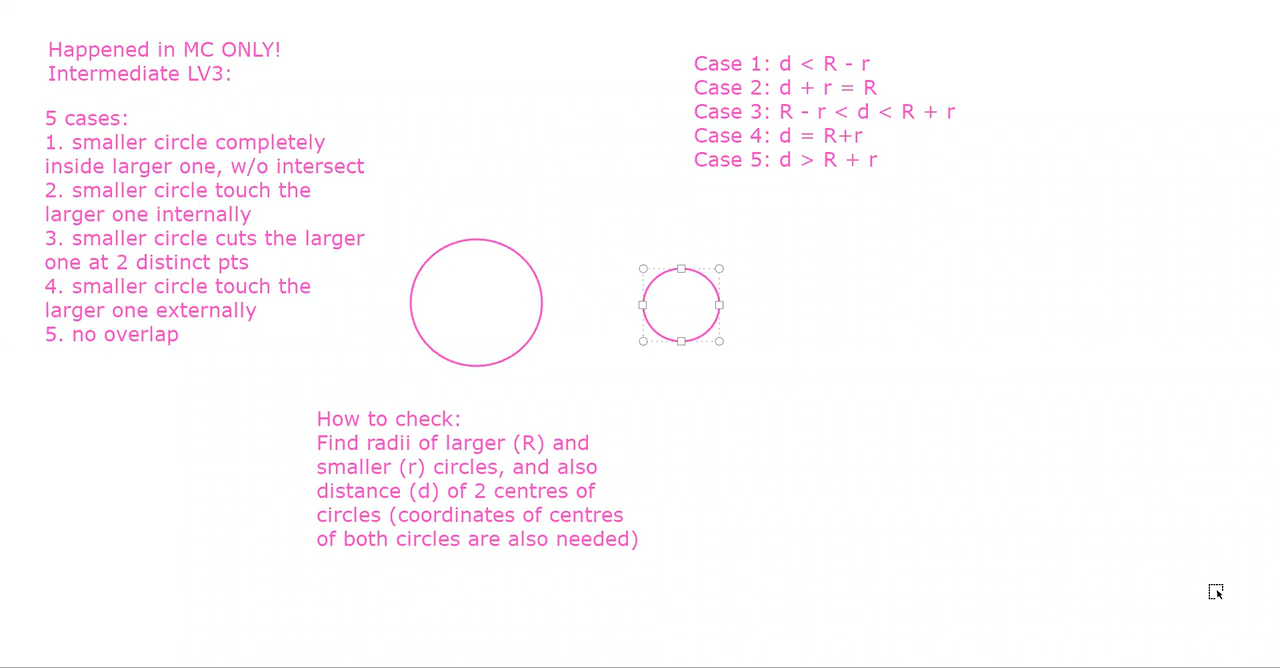 Happened in MC ONLY!
Intermediate LV3:
5 cases:
1. smaller circle completely
inside larger one, w/o intersect
2. smaller circle touch the
larger one internally
3. smaller circle cuts the larger
one at 2 distinct pts
4. smaller circle touch the
larger one externally
5. no overlap
Case 1: d < R - r
Case 2: d + r = R
Case 3: R - r < d < R + r
Case 4: d = R+r
Case 5: d > R + r
How to check:
Find radii of larger (R) and
smaller (r) circles, and also
distance (d) of 2 centres of
circles (coordinates of centres
of both circles are also needed)